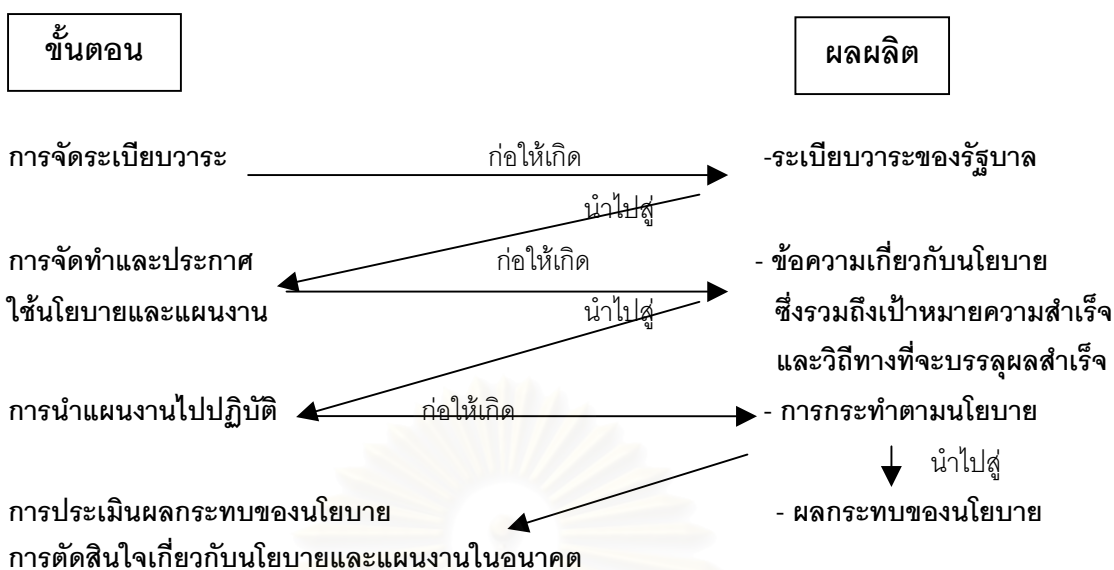 ขั้นตอน ผลผลิต
การจัดระเบียบวาระ ก่อให้เกิด -ระเบียบวาระของรัฐบาล
นำไปสู่
การจัดทำและประกาศ ก่อให้เกิด - ข้อความเกี่ยวกับนโยบาย
ใช้นโยบายและแผนงาน นำไปสู่ ซึ่งรวมถึงเป้าหมายความสำเร็จ
และวิถีทางที่จะบรรลุผลสำเร็จ
การนำแผนงานไปปฏิบัติ ก่อให้เกิด - การกระทำตามนโยบาย
นำไปสู่
การประเมินผลกระทบของนโยบาย - ผลกระทบของนโยบาย
การตัดสินใจเกี่ยวกับนโยบายและแผนงานในอนาคต